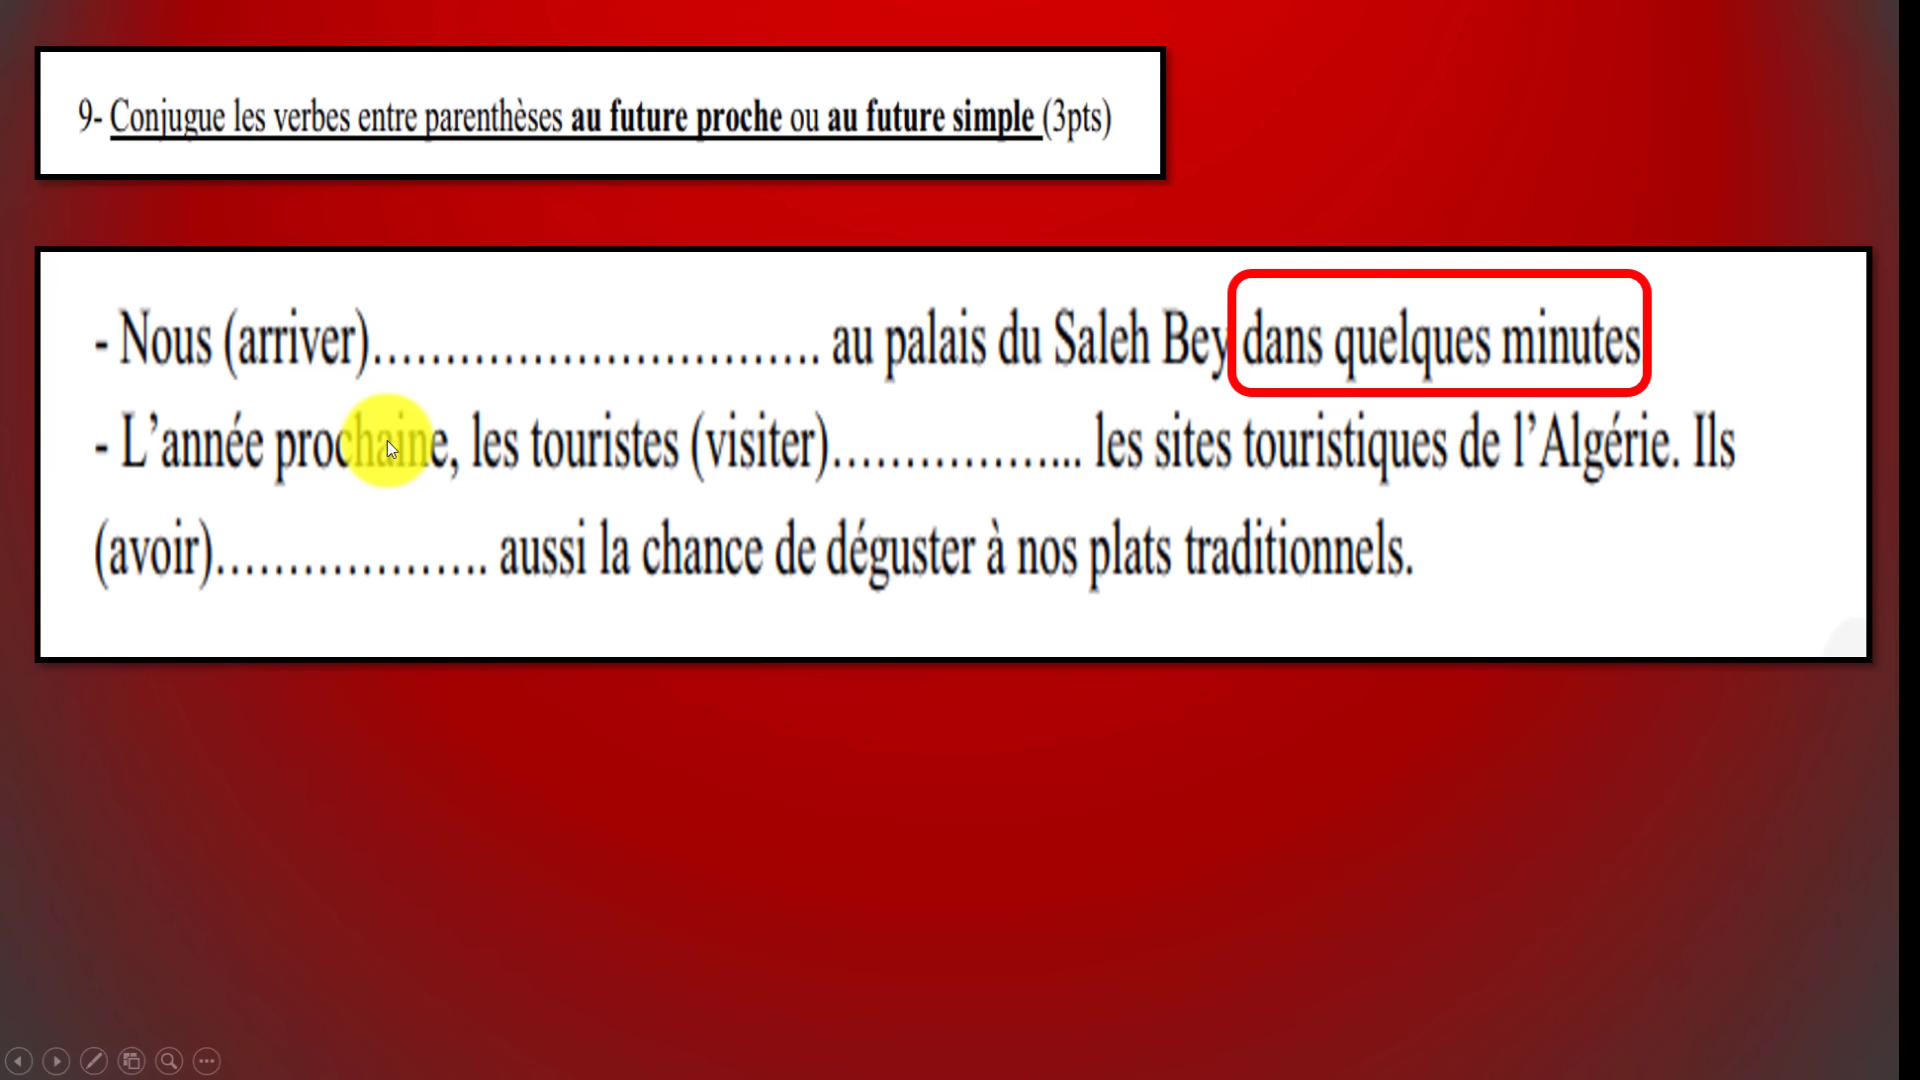 9- Conjugue les verbes entre parenthèses au future proche ou au future simple (3pts)
- Nous (arriver)…………………………. au palais du Saleh Bey dans quelques minutes
- L’année prochaine, les touristes (visiter)……………... les sites touristiques de l’Algérie. Ils
(avoir)………………. aussi la chance de déguster à nos plats traditionnels.